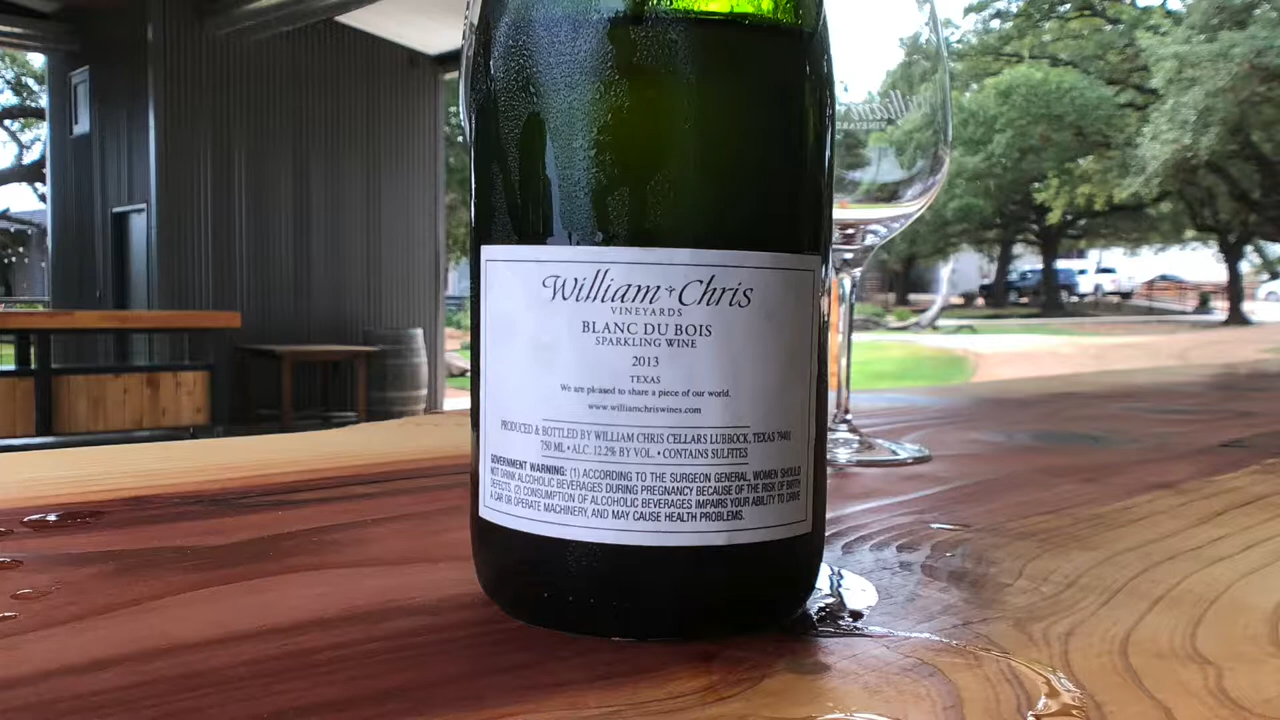 William Chris
VINEYARDS
BLANC DU BOIS
SPARKLING WINE
2013
TEXAS
We are pleased to share a piece of our world.
www.williamchriswines.com
PRODUCED & BOTTLED BY WILLIAM CHRIS CELLARS LUBBOCK, TEXAS 79401
750 ML • ALC. 12.2% BY VOL. • CONTAINS SULFITES
GOVERNMENT WARNING: (1) ACCORDING TO THE SURGEON GENERAL, WOMEN SHOULD
NOT DRINK ALCOHOLIC BEVERAGES DURING PREGNANCY BECAUSE OF THE RISK OF BIRTH
DEFECTS. (2) CONSUMPTION OF ALCOHOLIC BEVERAGES IMPAIRS YOUR ABILITY TO DRIVE
A CAR OR OPERATE MACHINERY, AND MAY CAUSE HEALTH PROBLEMS.
William
VINEYARD